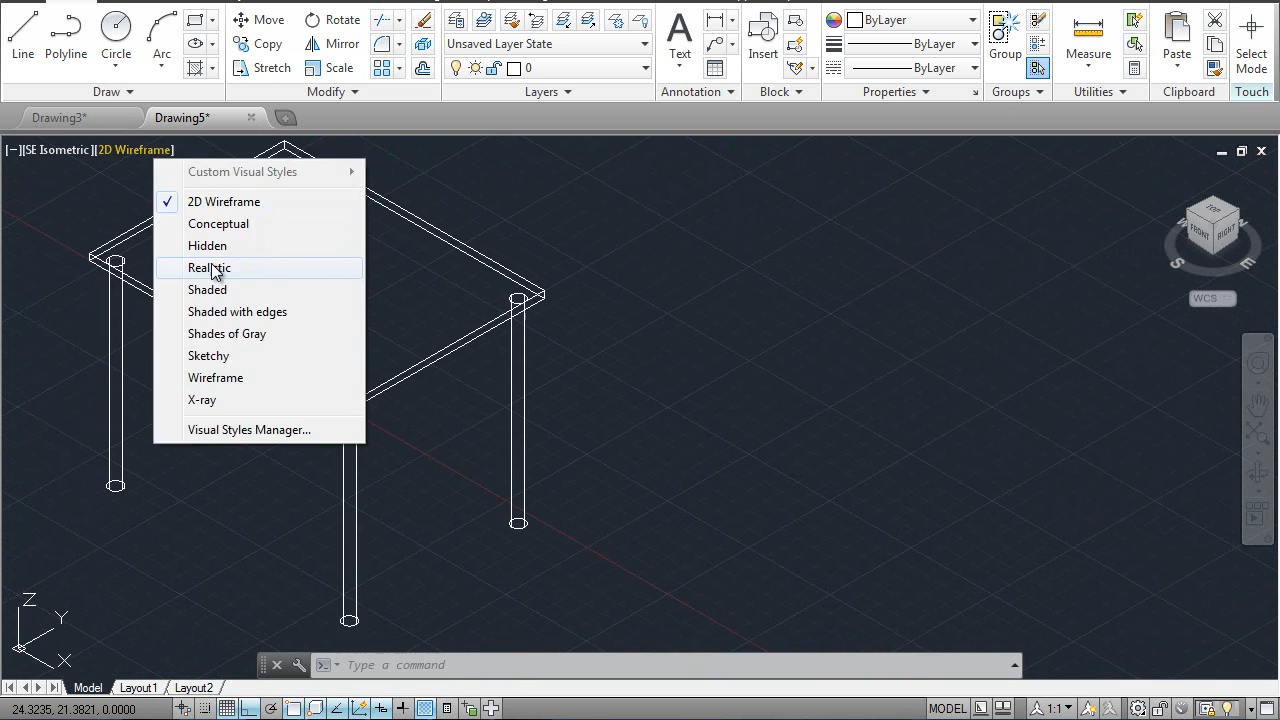 Line
Polyline
Circle
Arc
Move
Rotate
Copy
Mirror
Stretch
Scale
Unsaved Layer State
0
Text
Insert
ByLayer
ByLayer
ByLayer
Group
Measure
Paste
Select
Mode
Draw
Modify
Layers
Annotation
Block
Properties
Groups
Utilities
Clipboard
Touch
Drawing3*
Drawing5*
[−][SE Isometric][2D Wireframe]
Custom Visual Styles
2D Wireframe
Conceptual
Hidden
Realistic
Shaded
Shaded with edges
Shades of Gray
Sketchy
Wireframe
X-ray
Visual Styles Manager...
TOP
FRONT
RIGHT
W
N
S
E
WCS
Z
Y
X
Type a command
Model
Layout1
Layout2
24.3235, 21.3821, 0.0000
MODEL
1:1